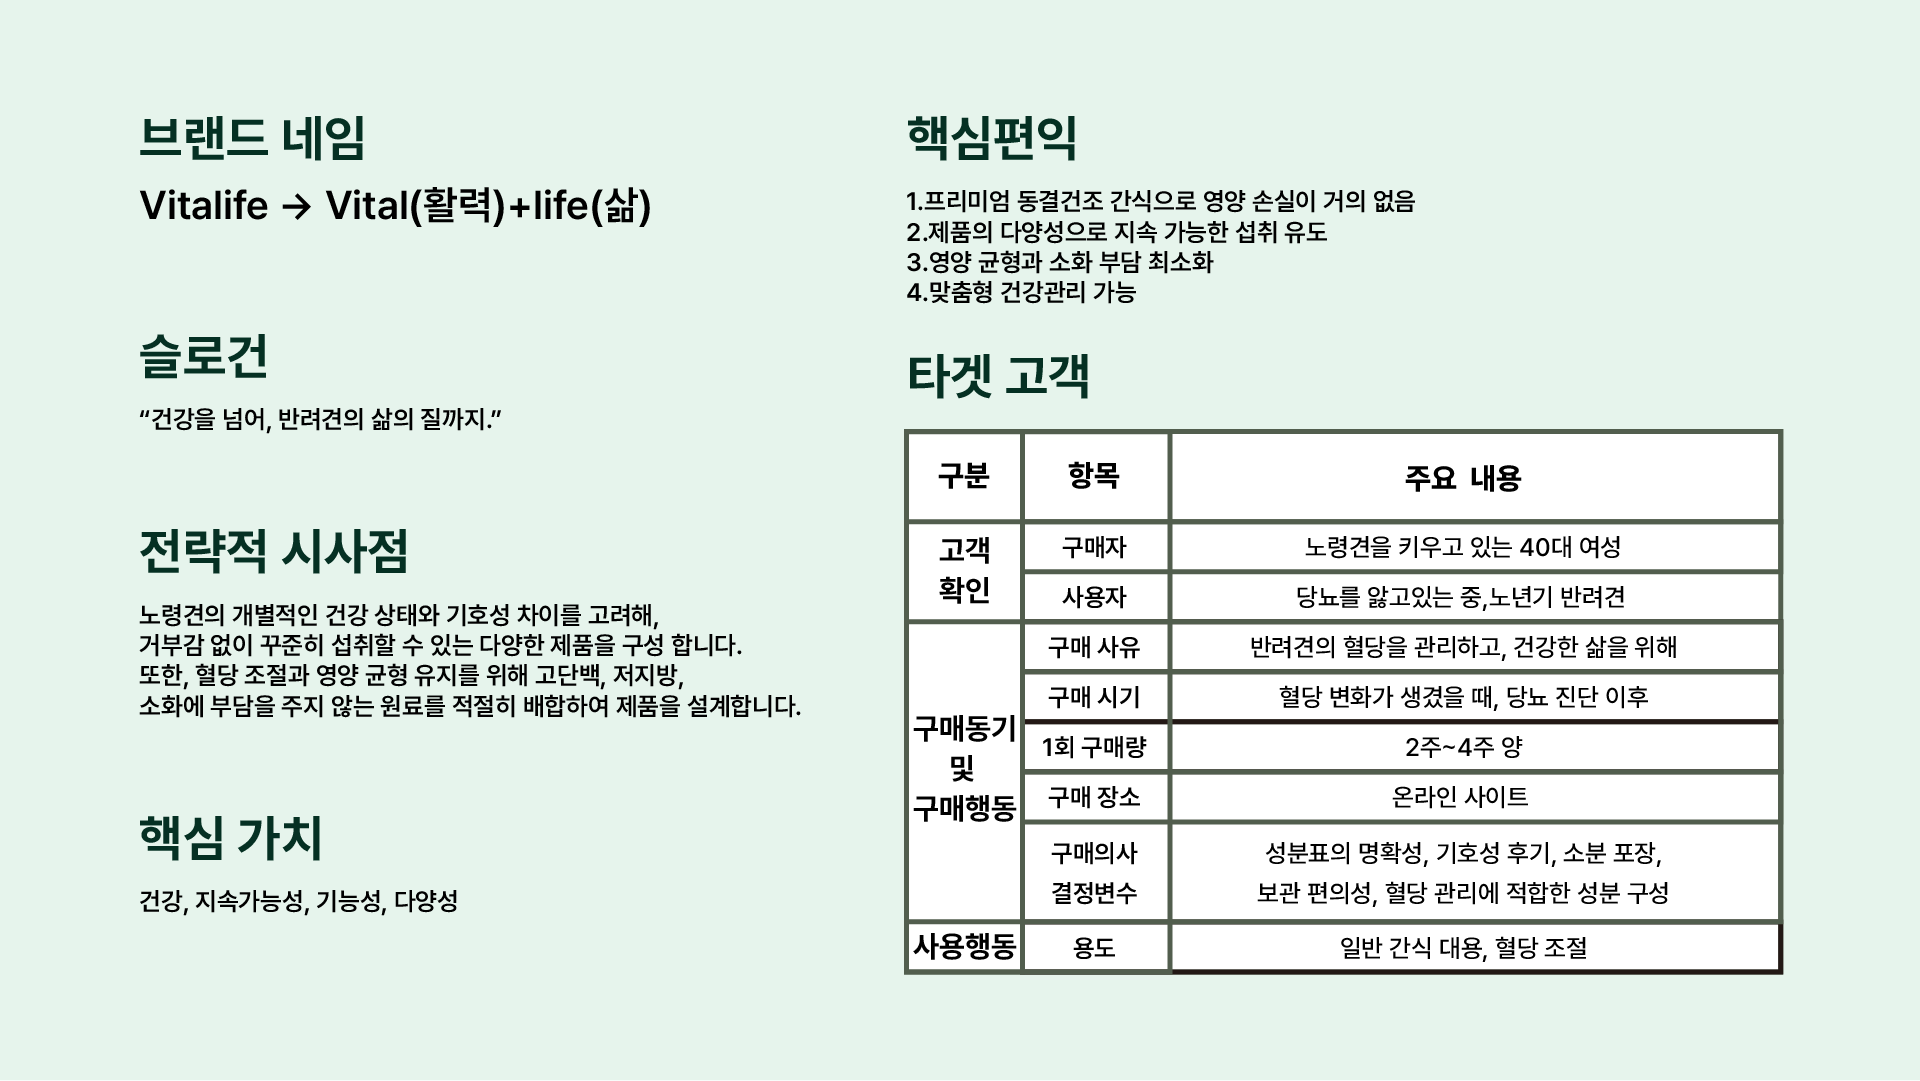 브랜드 네임
Vitalife → Vital(활력)+life(삶)
슬로건
“건강을 넘어, 반려견의 삶의 질까지.”
전략적 시사점
노령견의 개별적인 건강 상태와 기호성 차이를 고려해,
거부감 없이 꾸준히 섭취할 수 있는 다양한 제품을 구성 합니다.
또한, 혈당 조절과 영양 균형 유지를 위해 고단백, 저지방,
소화에 부담을 주지 않는 원료를 적절히 배합하여 제품을 설계합니다.
핵심 가치
건강, 지속가능성, 기능성, 다양성
핵심편익
1.프리미엄 동결건조 간식으로 영양 손실이 거의 없음
2.제품의 다양성으로 지속 가능한 섭취 유도
3.영양 균형과 소화 부담 최소화
4.맞춤형 건강관리 가능
타겟 고객
구분 항목 주요 내용
고객
확인
구매자 노령견을 키우고 있는 40대 여성
사용자 당뇨를 앓고있는 중,노년기 반려견
구매동기
및
구매행동
구매 사유 반려견의 혈당을 관리하고, 건강한 삶을 위해
구매 시기 혈당 변화가 생겼을 때, 당뇨 진단 이후
1회 구매량 2주~4주 양
구매 장소 온라인 사이트
구매의사
결정변수
성분표의 명확성, 기호성 후기, 소분 포장,
보관 편의성, 혈당 관리에 적합한 성분 구성
사용행동 용도 일반 간식 대용, 혈당 조절